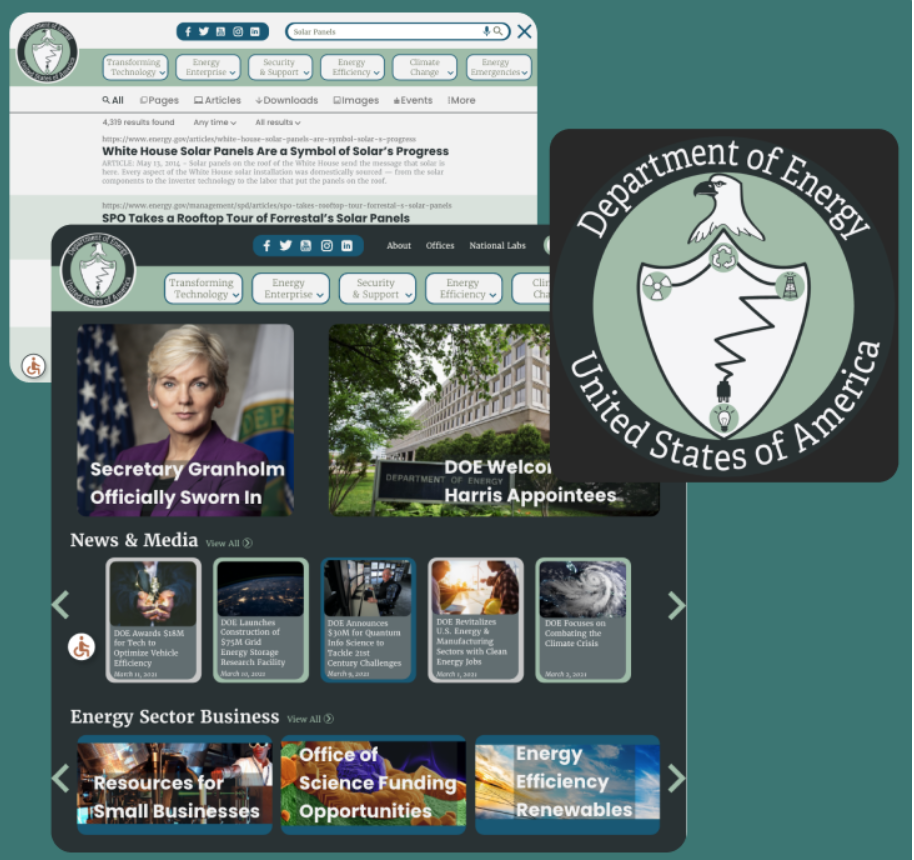 Department of Energy
United States of America
Solar Panels
Transforming
Technology
Energy
Enterprise
Security
& Support
Energy
Efficiency
Climate
Change
Energy
Emergencies
All
Pages
Articles
Downloads
Images
Events
More
4,319 results found
Any time
All results
https://www.energy.gov/articles/white-house-solar-panels-are-symbol-solar-s-progress
White House Solar Panels Are a Symbol of Solar's Progress
ARTICLE: May 15, 2014 - Solar panels on the roof of the White House send the message that solar is
here. Every aspect of the White House solar installation was domestically sourced — from the solar
components to the inverter technology to the labor that put the panels on the roof.
https://www.energy.gov/management/spd/articles/spo-takes-rooftop-tour-forrestal-s-solar-panels
SPO Takes a Rooftop Tour of Forrestal's Solar Panels
Department of Energy
United States of America
About
Offices
National Labs
Transforming
Technology
Energy
Enterprise
Security
& Support
Energy
Efficiency
Clim
Cha
Secretary Granholm
Officially Sworn In
DEPARTMENT OF ENERGY
DOE Welco
Harris Appointees
News & Media
View All
DOE Awards $18M
for Tech to
Optimize Vehicle
Efficiency
March 11, 2021
DOE Launches
Construction of
$75M Grid
Energy Storage
Research Facility
DOE Announces
$30M for Quantum
Info Science to
Tackle 21st
Century Challenges
March 9, 2021
DOE Revitalizes
U.S. Energy &
Manufacturing
Sectors with Clean
Energy Jobs
March 1, 2021
DOE Focuses on
Combating the
Climate Crisis
March 2, 2021
Energy Sector Business
View All
Resources for
Small Businesses
Office of
Science Funding
Opportunities
Energy
Efficiency
Renewables
Department of Energy
United States of America